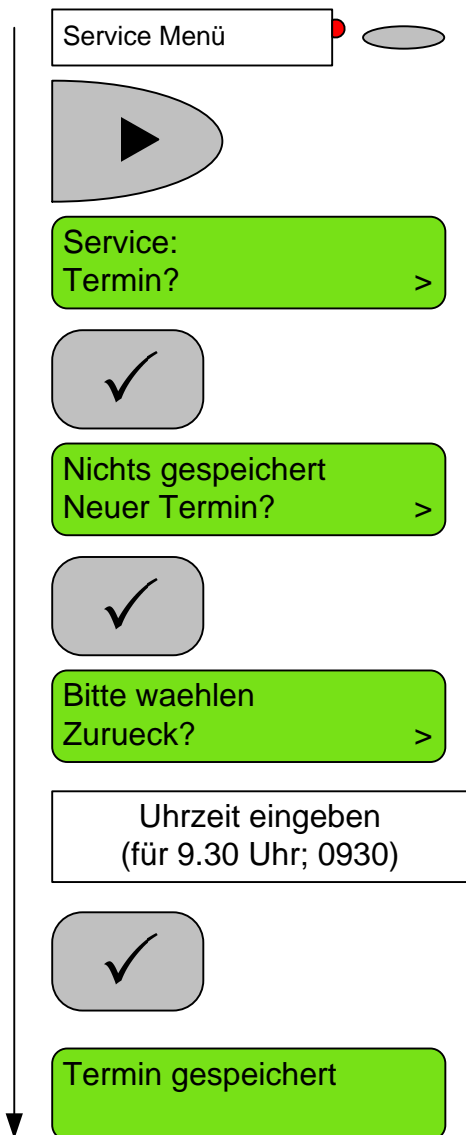 Service Menü
Service:
Termin? >
Nichts gespeichert
Neuer Termin? >
Bitte waehlen
Zurueck? >
Uhrzeit eingeben
(für 9.30 Uhr; 0930)
Termin gespeichert